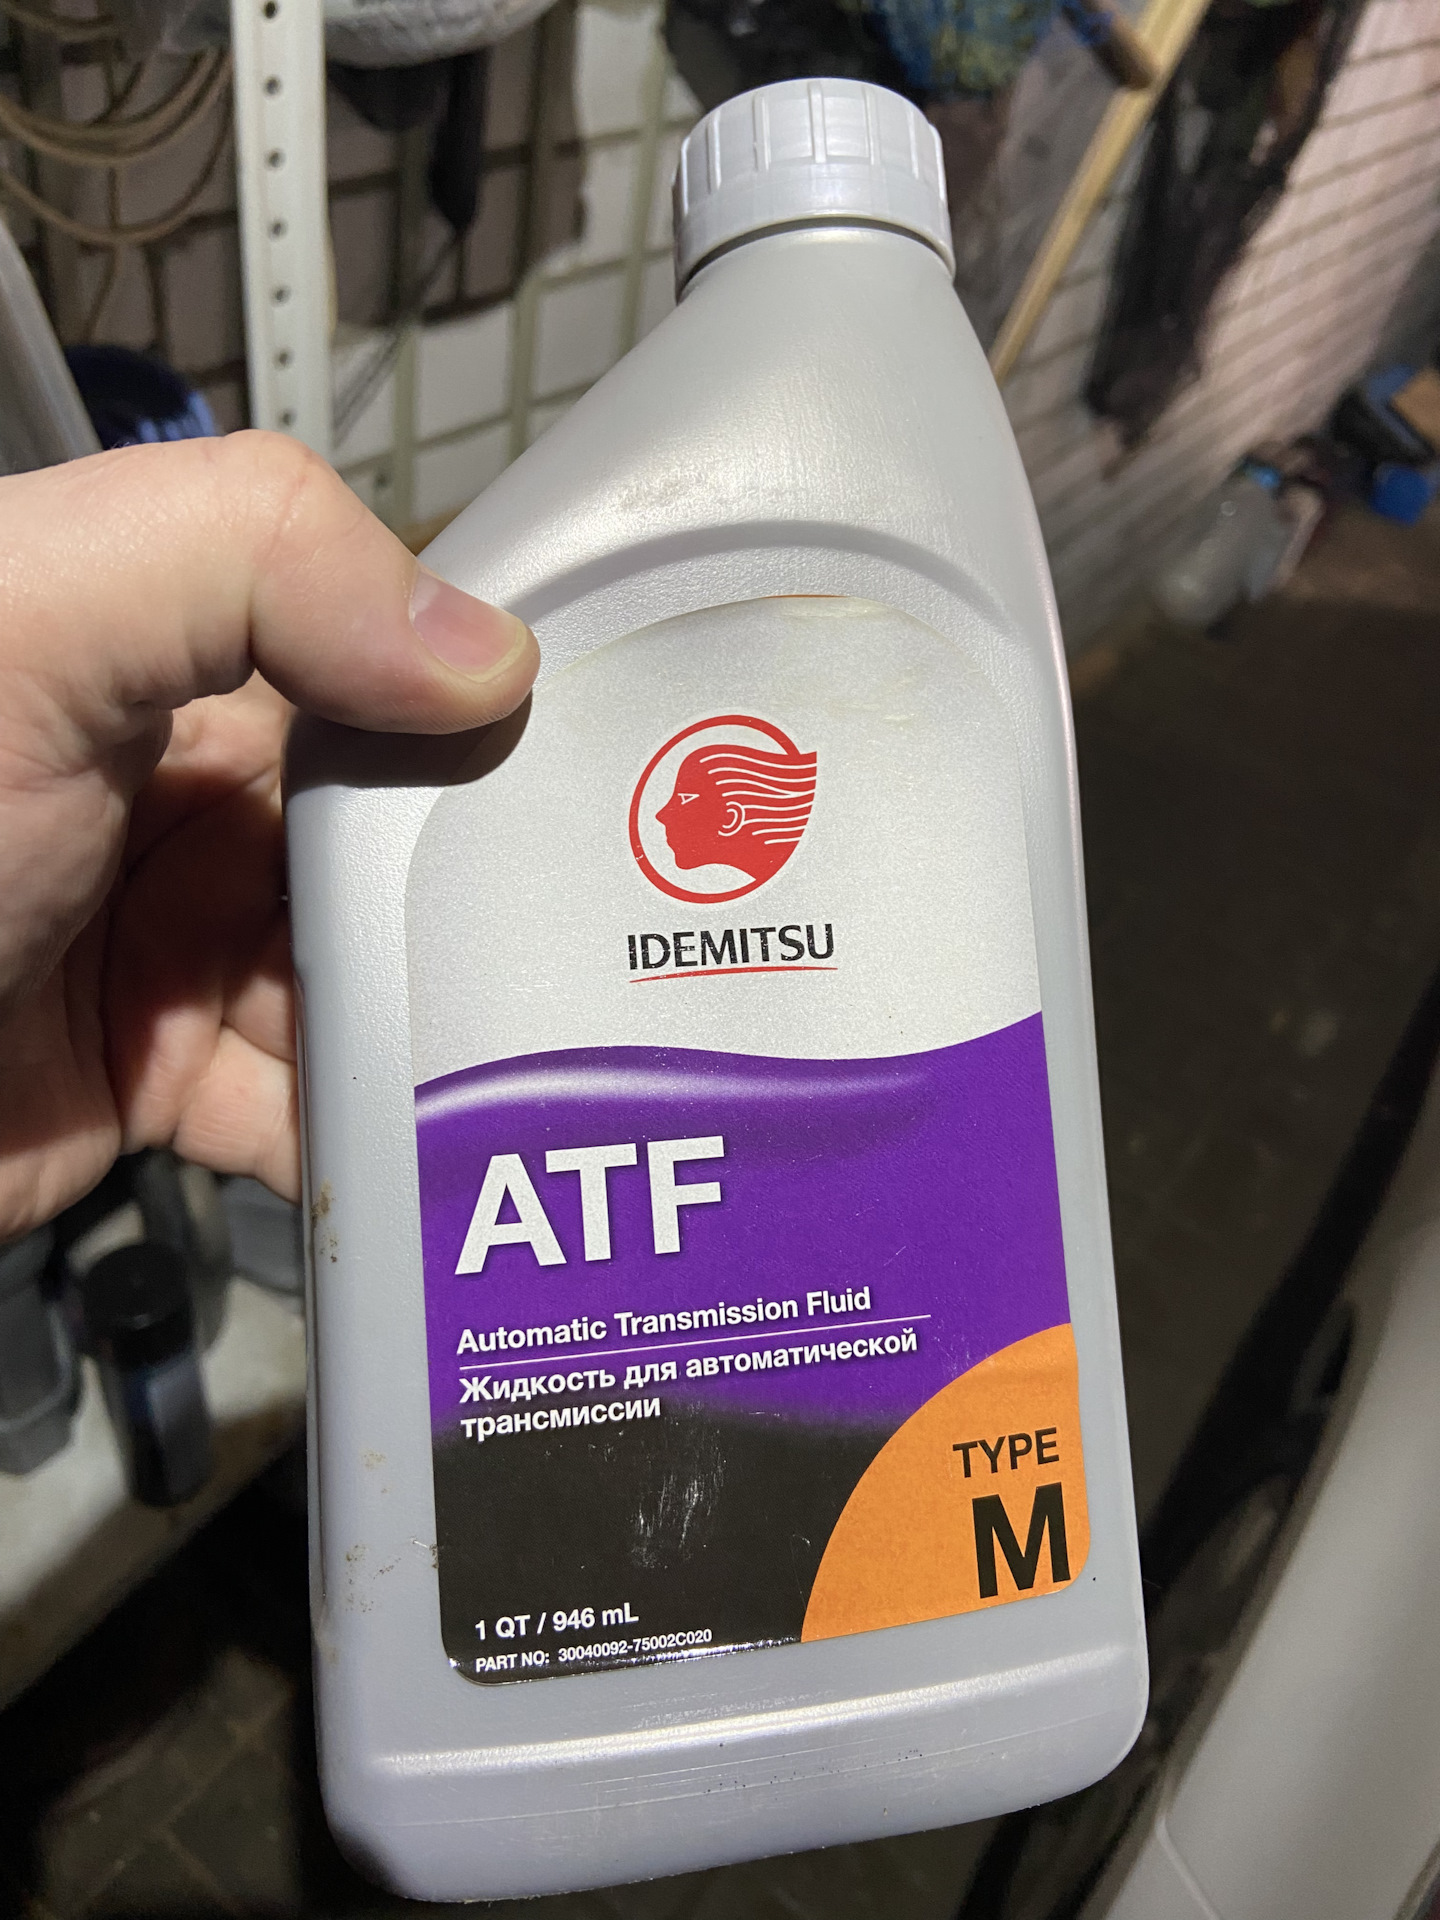 IDEMITSU
ATF
Automatic Transmission Fluid
Жидкость для автоматической
трансмиссии
TYPE
M
1 QT / 946 mL
PART NO: 30040092-75002C020